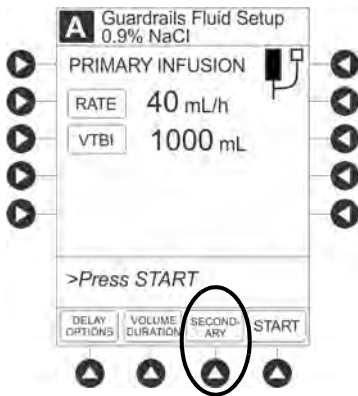 A
Guardrails Fluid Setup
0.9% NaCl
PRIMARY INFUSION
RATE 40 mL/h
VTBI 1000 mL
>Press START
DELAY OPTIONS
VOLUME DURATION
SECOND-
ARY
START